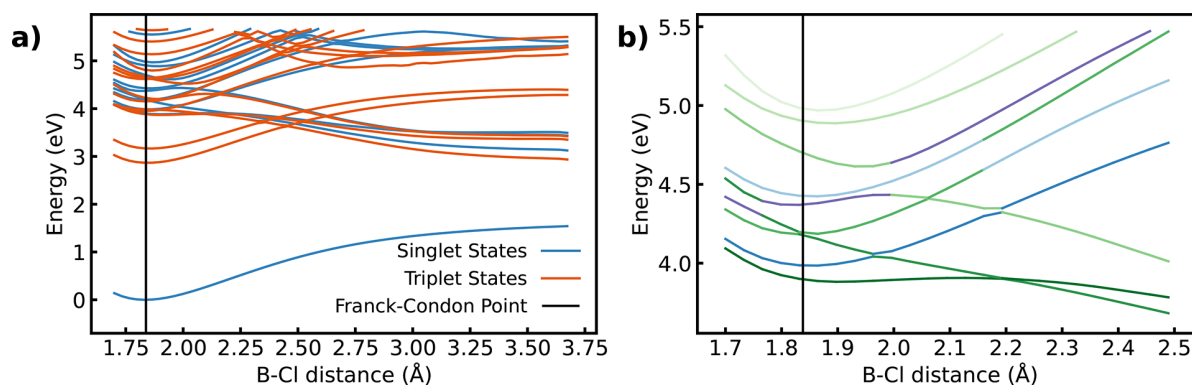 a)
Energy (eV)
5
4
3
2
1
0
Singlet States
Triplet States
Franck-Condon Point
1.75 2.00 2.25 2.50 2.75 3.00 3.25 3.50 3.75
B-Cl distance (Å)
b)
Energy (eV)
5.5
5.0
4.5
4.0
1.7 1.8 1.9 2.0 2.1 2.2 2.3 2.4 2.5
B-Cl distance (Å)